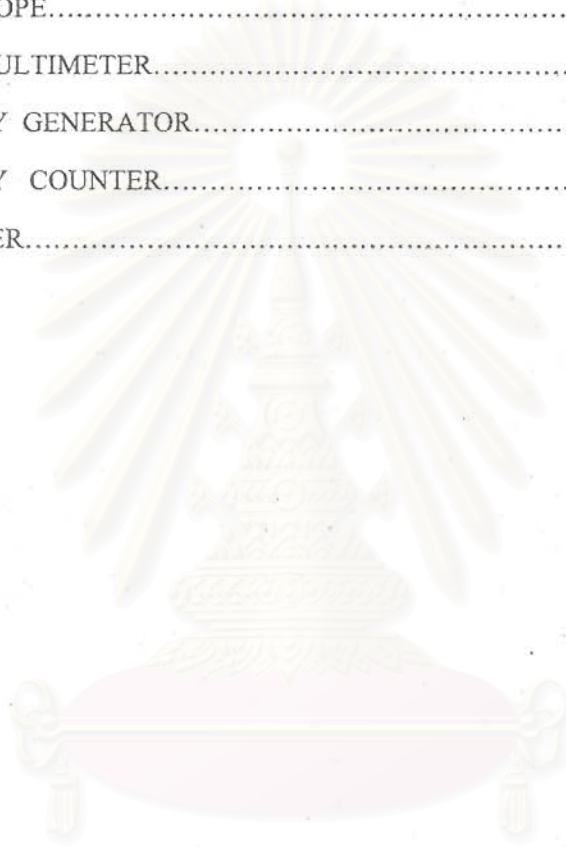 OPE........................................................
ULTIMETER.............................................
Y GENERATOR........................................
Y COUNTER............................................
ER...........................................................